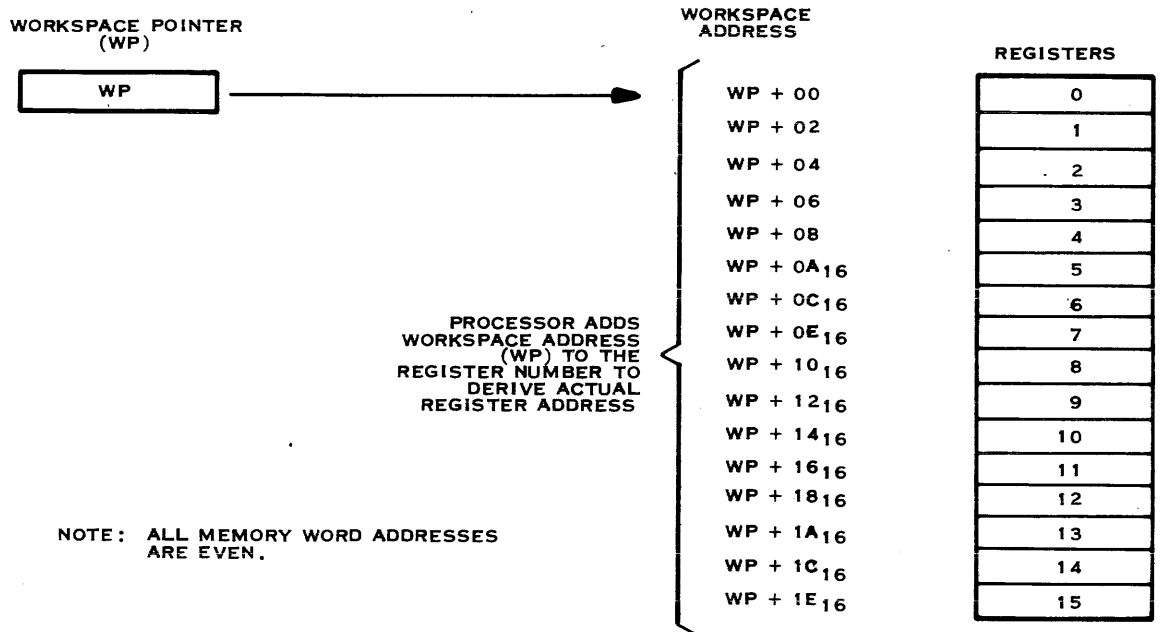 WORKSPACE POINTER
(WP)
WP
WORKSPACE
ADDRESS
REGISTERS
WP + 00
0
WP + 02
1
WP + 04
2
WP + 06
3
WP + 08
4
WP + 0A16
5
WP + 0C16
6
WP + 0E16
7
WP + 1016
8
WP + 1216
9
WP + 1416
10
WP + 1616
11
WP + 1816
12
WP + 1A16
13
WP + 1C16
14
WP + 1E16
15
PROCESSOR ADDS
WORKSPACE ADDRESS
(WP) TO THE
REGISTER NUMBER TO
DERIVE ACTUAL
REGISTER ADDRESS
NOTE: ALL MEMORY WORD ADDRESSES
ARE EVEN.